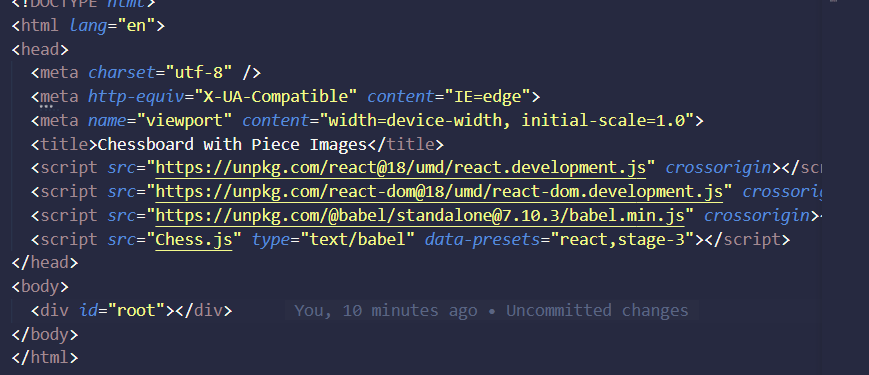 <!DOCTYPE html>
<html lang="en">
<head>
<meta charset="utf-8" />
<meta http-equiv="X-UA-Compatible" content="IE=edge">
<meta name="viewport" content="width=device-width, initial-scale=1.0">
<title>Chessboard with Piece Images</title>
<script src="https://unpkg.com/react@18/umd/react.development.js" crossorigin></scr
<script src="https://unpkg.com/react-dom@18/umd/react-dom.development.js" crossorig
<script src="https://unpkg.com/@babel/standalone@7.10.3/babel.min.js" crossorigin><
<script src="Chess.js" type="text/babel" data-presets="react,stage-3"></script>
</head>
<body>
<div id="root"></div> You, 10 minutes ago • Uncommitted changes
</body>
</html>